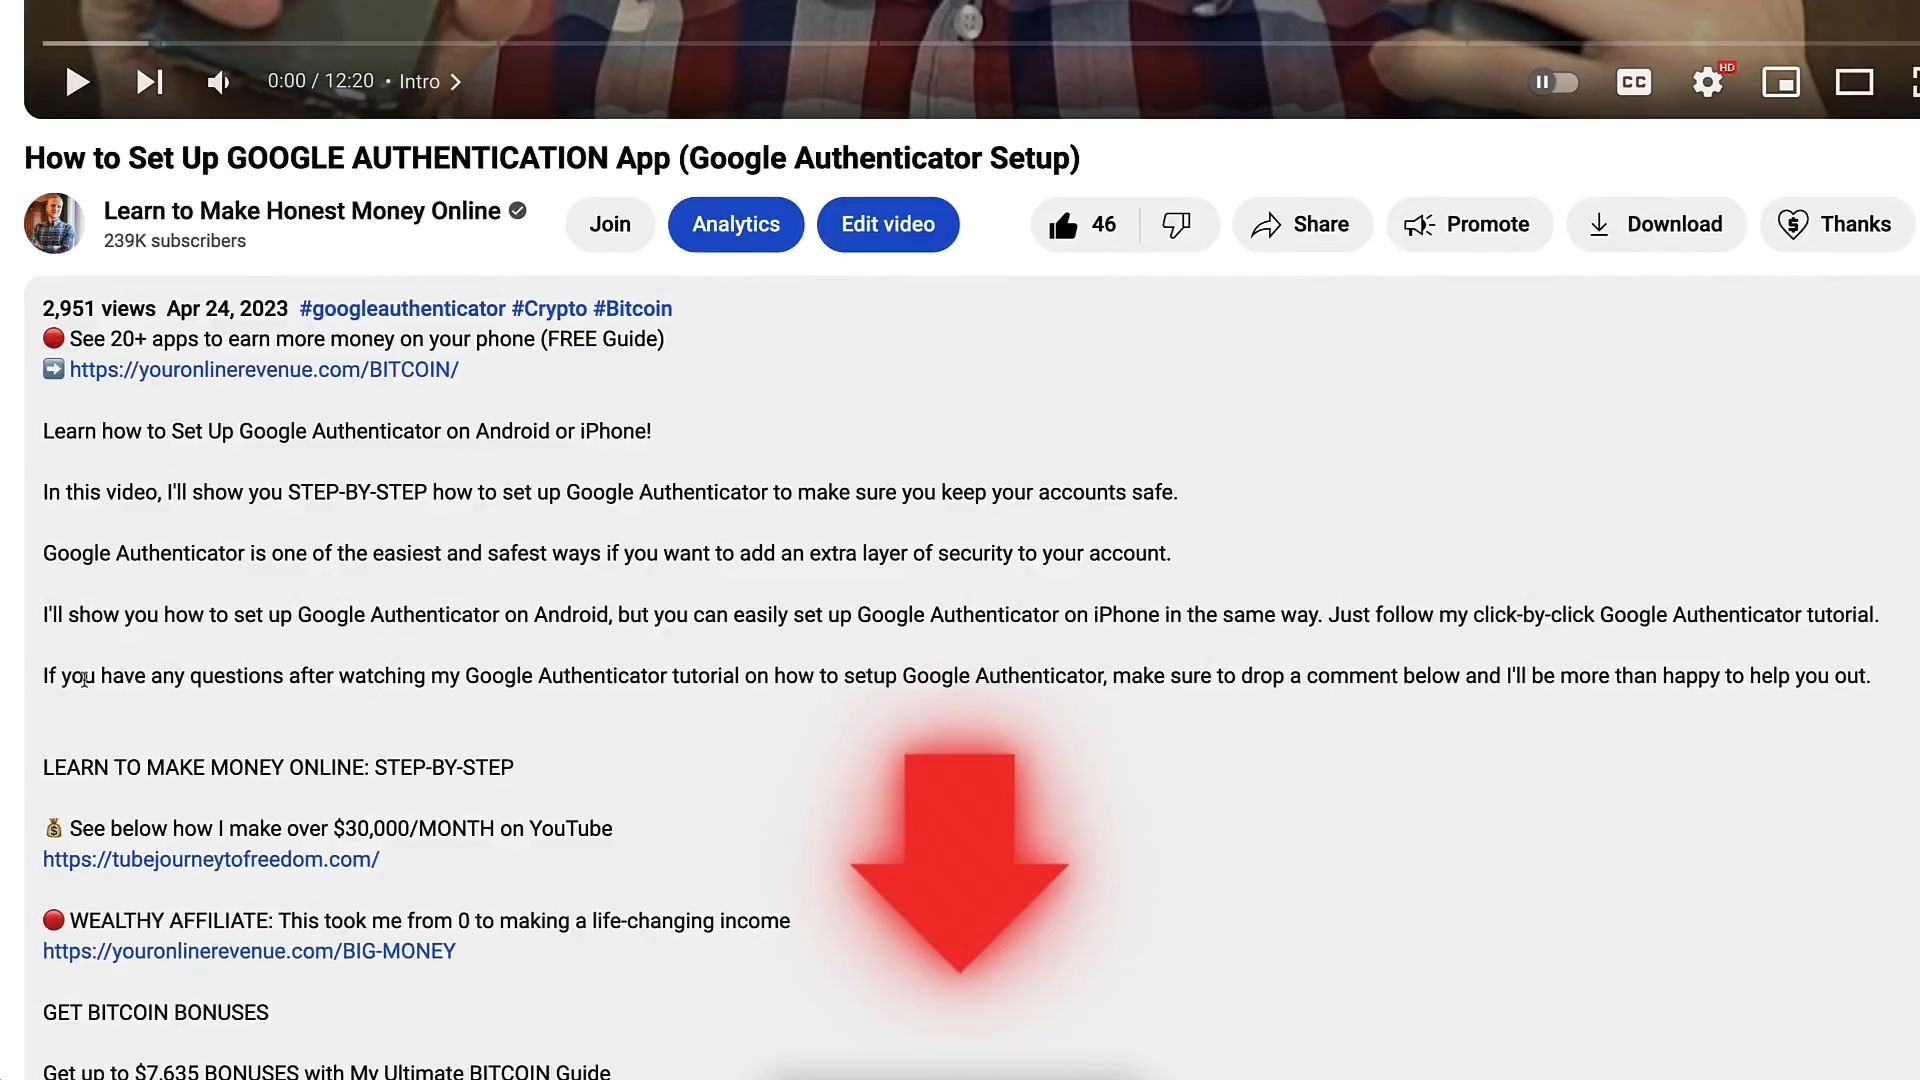 0:00 / 12:20 • Intro
CC
HD
How to Set Up GOOGLE AUTHENTICATION App (Google Authenticator Setup)
Learn to Make Honest Money Online
239K subscribers
Join
Analytics
Edit video
46
Share
Promote
Download
Thanks
2,951 views Apr 24, 2023 #googleauthenticator #Crypto #Bitcoin
🔴 See 20+ apps to earn more money on your phone (FREE Guide)
➡️ https://youronlinerevenue.com/BITCOIN/
Learn how to Set Up Google Authenticator on Android or iPhone!
In this video, I'll show you STEP-BY-STEP how to set up Google Authenticator to make sure you keep your accounts safe.
Google Authenticator is one of the easiest and safest ways if you want to add an extra layer of security to your account.
I'll show you how to set up Google Authenticator on Android, but you can easily set up Google Authenticator on iPhone in the same way. Just follow my click-by-click Google Authenticator tutorial.
If you have any questions after watching my Google Authenticator tutorial on how to setup Google Authenticator, make sure to drop a comment below and I'll be more than happy to help you out.
LEARN TO MAKE MONEY ONLINE: STEP-BY-STEP
💰 See below how I make over $30,000/MONTH on YouTube
https://tubejourneytofreedom.com/
🔴 WEALTHY AFFILIATE: This took me from 0 to making a life-changing income
https://youronlinerevenue.com/BIG-MONEY
GET BITCOIN BONUSES
Get up to $7,635 BONUSES with My Ultimate BITCOIN Guide